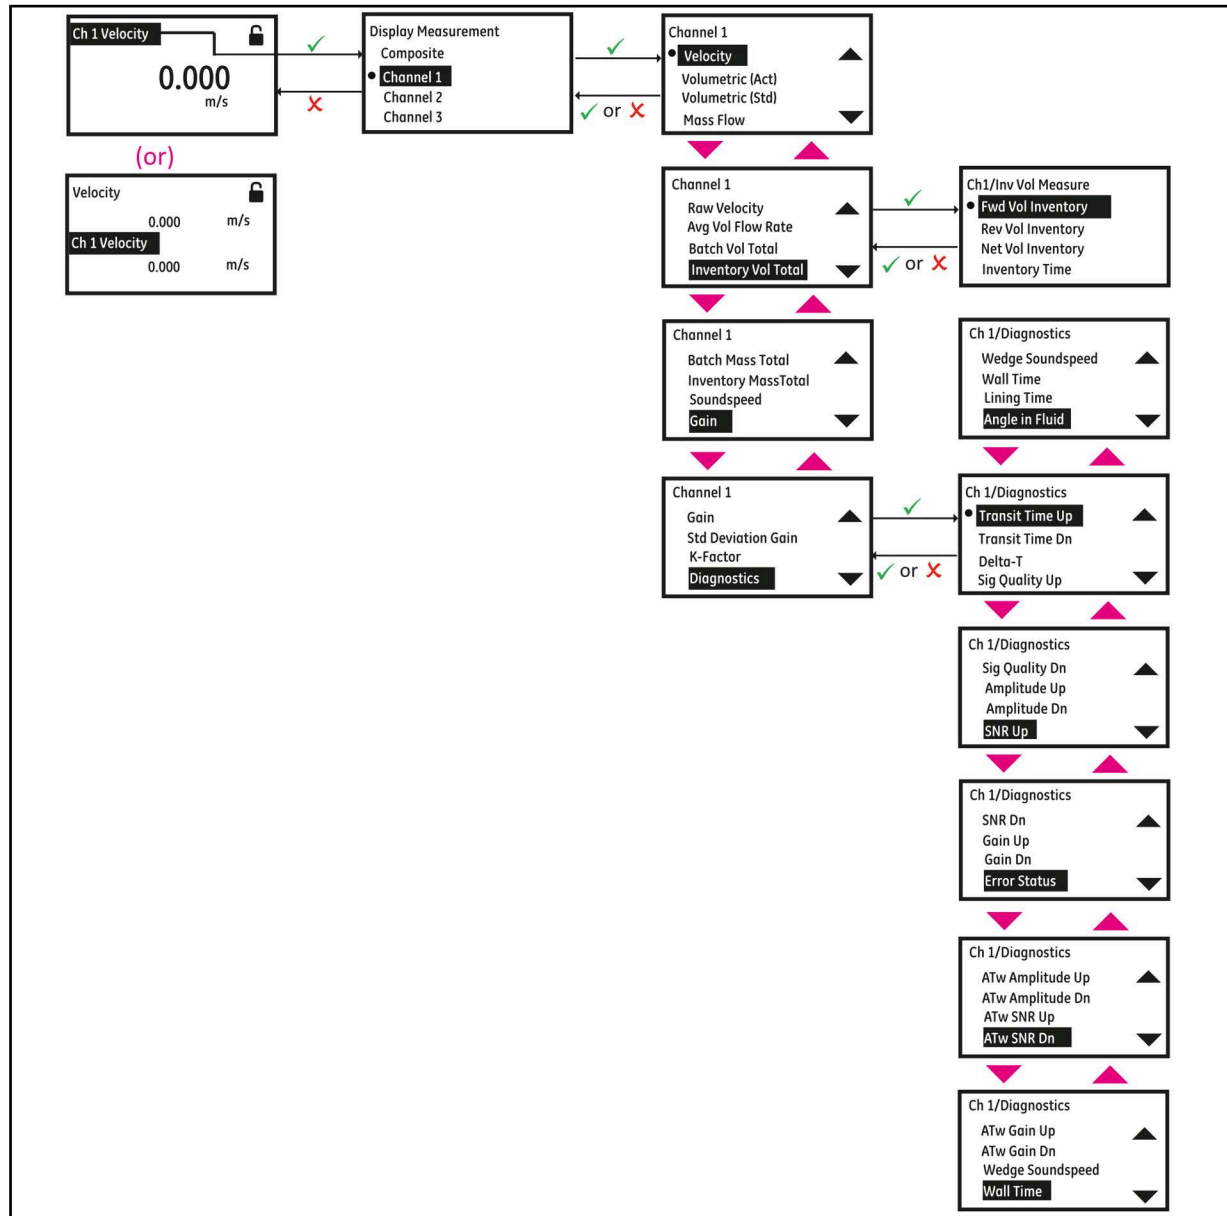 Ch 1 Velocity
0.000
m/s
(or)
Velocity
0.000 m/s
Ch 1 Velocity
0.000 m/s
Display Measurement
Composite
Channel 1
Channel 2
Channel 3
Channel 1
Velocity
Volumetric (Act)
Volumetric (Std)
Mass Flow
or
Channel 1
Raw Velocity
Avg Vol Flow Rate
Batch Vol Total
Inventory Vol Total
Ch1/Inv Vol Measure
Fwd Vol Inventory
Rev Vol Inventory
Net Vol Inventory
Inventory Time
or
Channel 1
Batch Mass Total
Inventory MassTotal
Soundspeed
Gain
Ch 1/Diagnostics
Wedge Soundspeed
Wall Time
Lining Time
Angle in Fluid
Channel 1
Gain
Std Deviation Gain
K-Factor
Diagnostics
or
Ch 1/Diagnostics
Transit Time Up
Transit Time Dn
Delta-T
Sig Quality Up
Ch 1/Diagnostics
Sig Quality Dn
Amplitude Up
Amplitude Dn
SNR Up
Ch 1/Diagnostics
SNR Dn
Gain Up
Gain Dn
Error Status
Ch 1/Diagnostics
ATw Amplitude Up
ATw Amplitude Dn
ATw SNR Up
ATw SNR Dn
Ch 1/Diagnostics
ATw Gain Up
ATw Gain Dn
Wedge Soundspeed
Wall Time